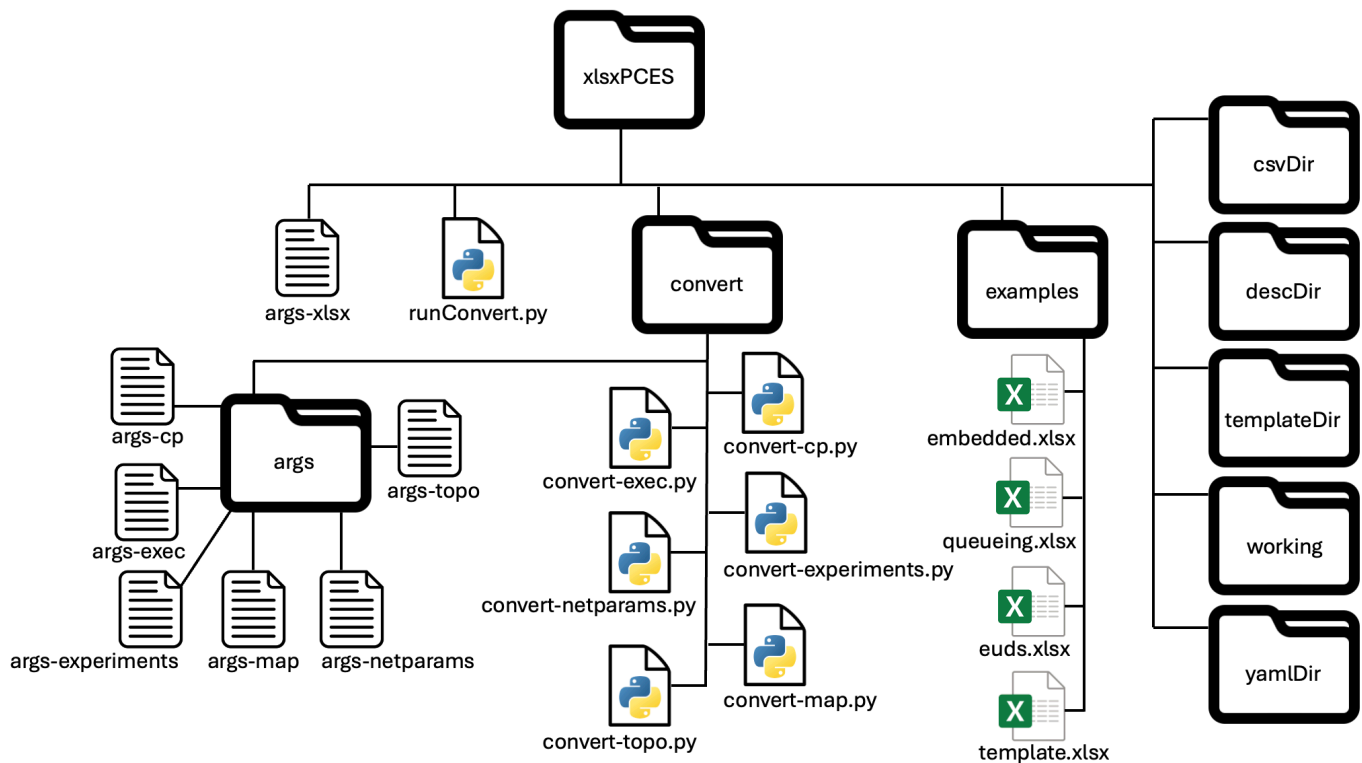 xlsxPCES
csvDir
args-xlsx
runConvert.py
convert
examples
descDir
args-cp
args
args-topo
args-exec
args-experiments
args-map
args-netparams
convert-cp.py
convert-exec.py
convert-experiments.py
convert-netparams.py
convert-map.py
convert-topo.py
embedded.xlsx
queueing.xlsx
euds.xlsx
template.xlsx
templateDir
working
yamlDir
X
X
X
X